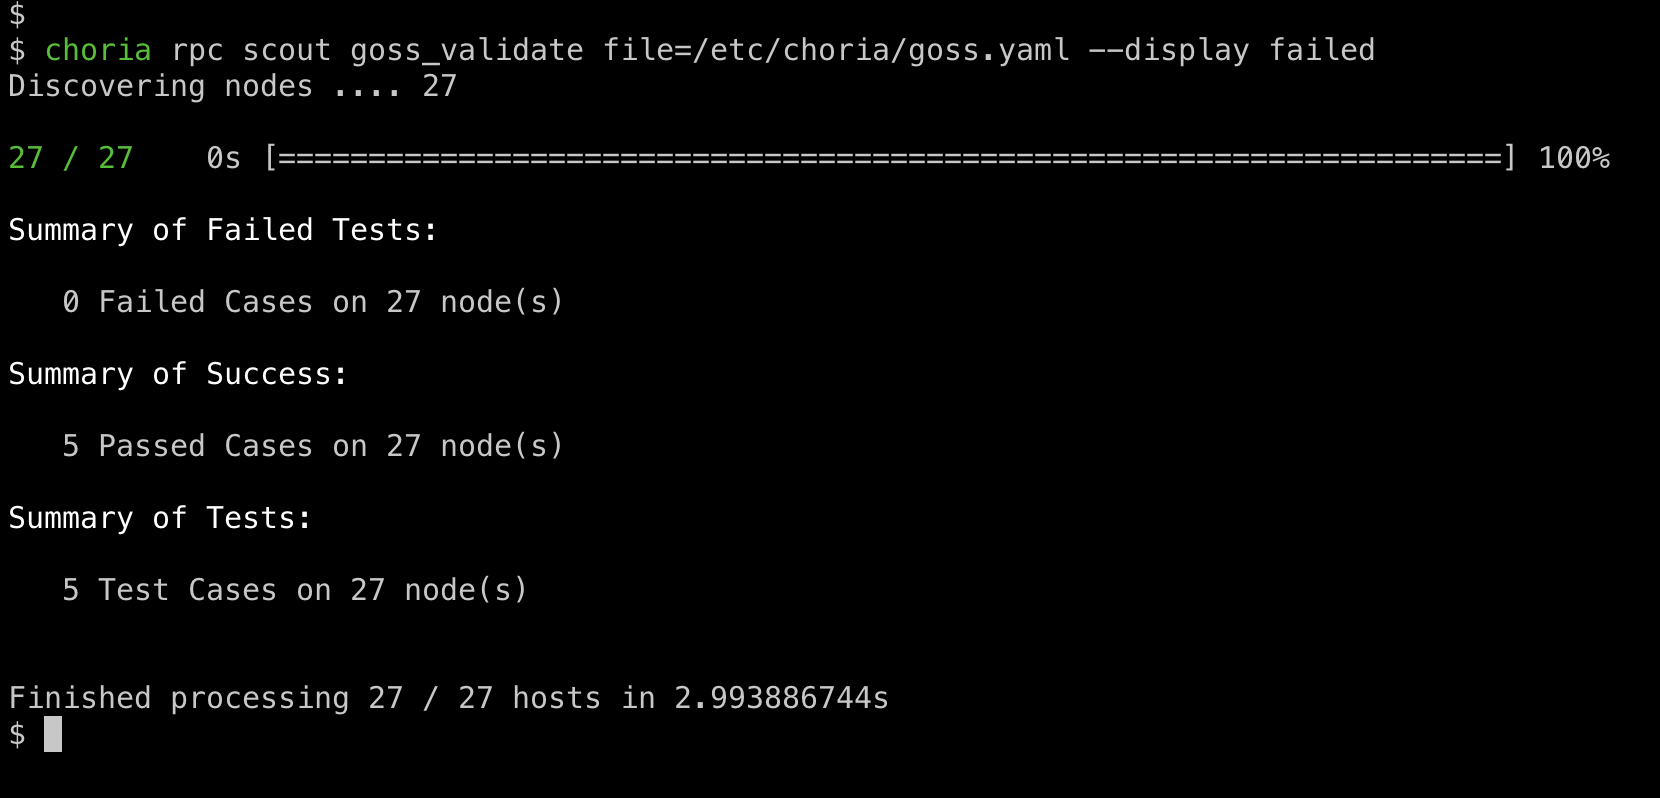 $
$ choria rpc scout goss_validate file=/etc/choria/goss.yaml --display failed
Discovering nodes .... 27
27 / 27    0s [====================================================================] 100%
Summary of Failed Tests:
   0 Failed Cases on 27 node(s)
Summary of Success:
   5 Passed Cases on 27 node(s)
Summary of Tests:
   5 Test Cases on 27 node(s)
Finished processing 27 / 27 hosts in 2.993886744s
$